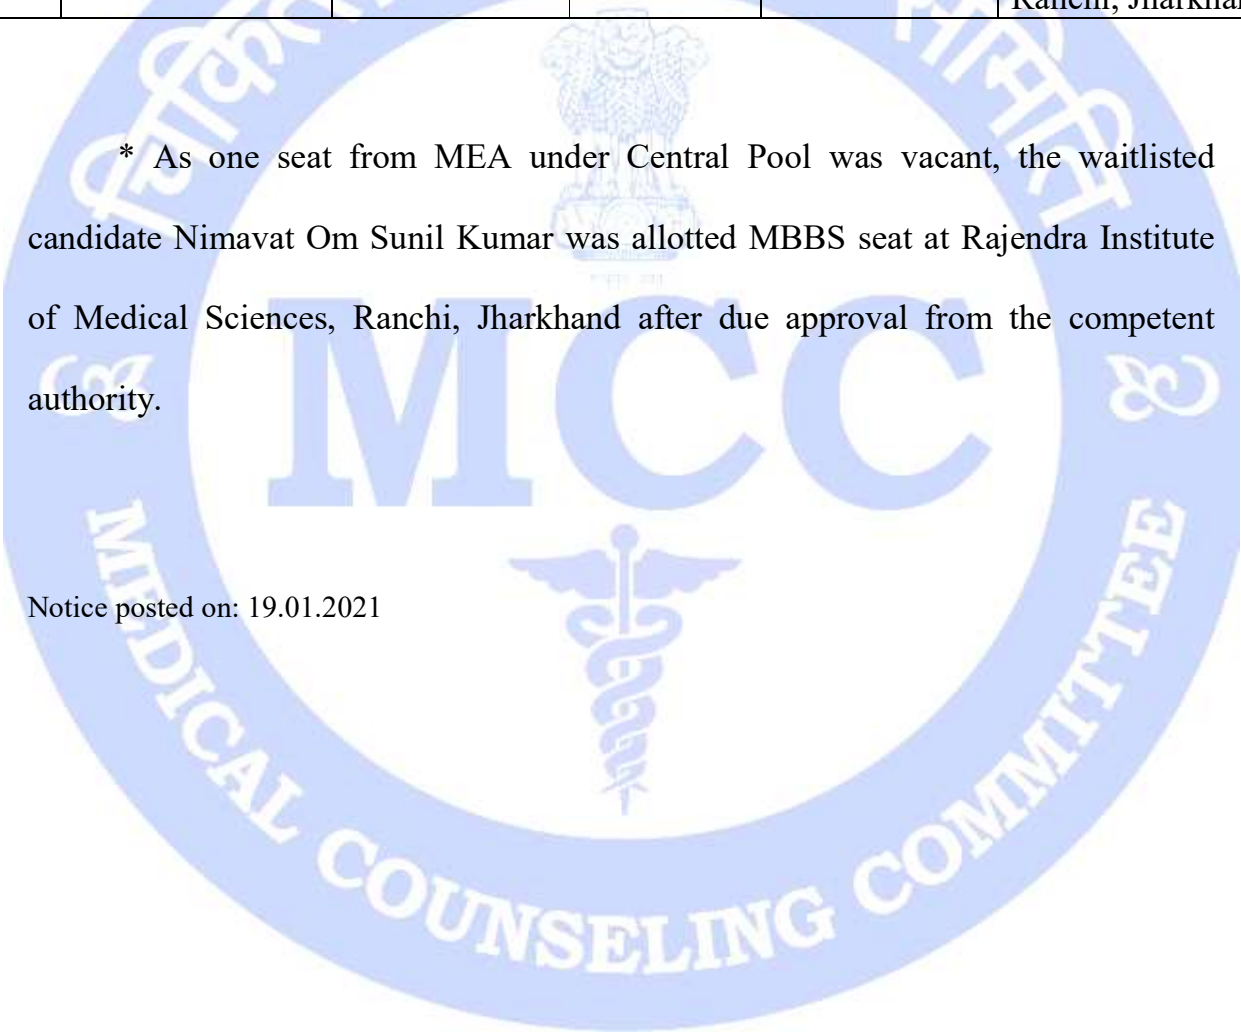 Ranchi, Jharkhan
* As one seat from MEA under Central Pool was vacant, the waitlisted
candidate Nimavat Om Sunil Kumar was allotted MBBS seat at Rajendra Institute
of Medical Sciences, Ranchi, Jharkhand after due approval from the competent
authority.
MCC
Notice posted on: 19.01.2021
MEDICAL COUNSELING COMMITTEE